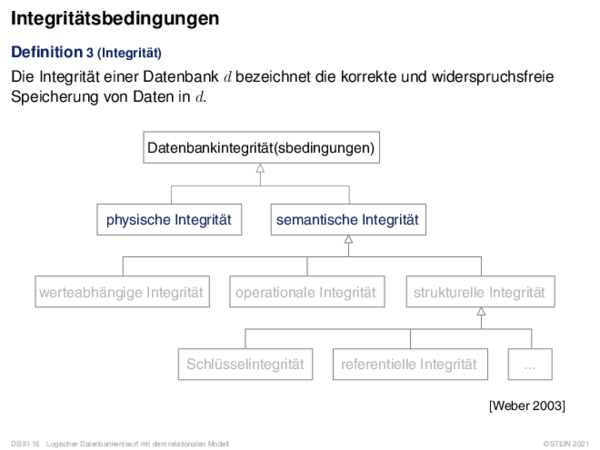 Integritätsbedingungen
Definition 3 (Integrität)
Die Integrität einer Datenbank d bezeichnet die korrekte und widerspruchsfreie
Speicherung von Daten in d.
Datenbankintegrität(sbedingungen)
physische Integrität
semantische Integrität
werteabhängige Integrität
operationale Integrität
strukturelle Integrität
Schlüsselintegrität
referentielle Integrität
...
[Weber 2003]
DB:III-16 Logischer Datenbankentwurf mit dem relationalen Modell
©STEIN 2021